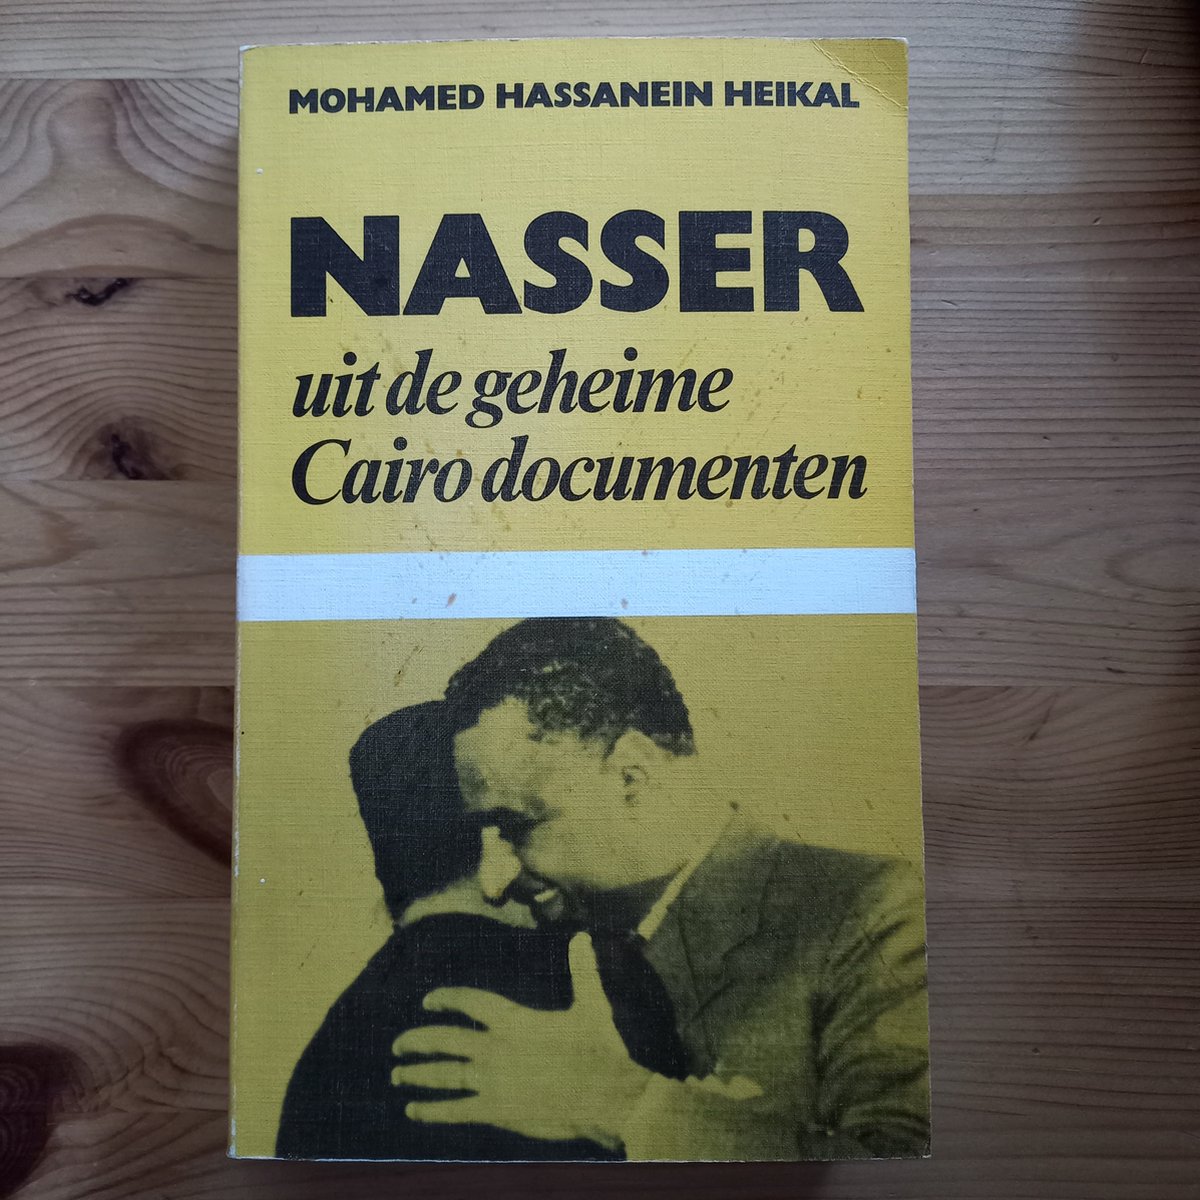 MOHAMED HASSANEIN HEIKAL
NASSER
uit de geheime
Cairo documenten